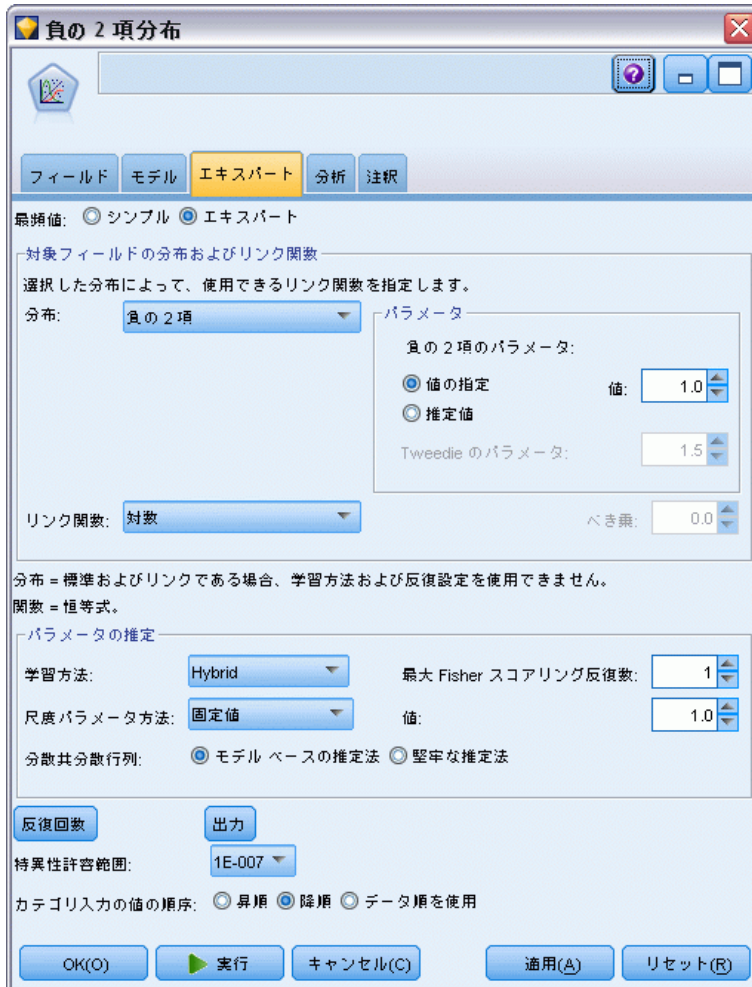 負の 2 項分布
フィールド モデル エキスパート 分析 注釈
最頻値: シンプル エキスパート
対象フィールドの分布およびリンク関数
選択した分布によって、使用できるリンク関数を指定します。
分布: 負の 2 項
パラメータ
負の 2 項のパラメータ:
値の指定 値: 1.0
推定値
Tweedie のパラメータ: 1.5
リンク関数: 対数 べき乗: 0.0
分布 = 標準およびリンクである場合、学習方法および反復設定を使用できません。
関数 = 恒等式。
パラメータの推定
学習方法: Hybrid 最大 Fisher スコアリング反復数: 1
尺度パラメータ方法: 固定値 値: 1.0
分散共分散行列: モデル ベースの推定法 堅牢な推定法
反復回数 出力
特異性許容範囲: 1E-007
カテゴリ入力の値の順序: 昇順 降順 データ順を使用
OK(O) 実行 キャンセル(C) 適用(A) リセット(R)